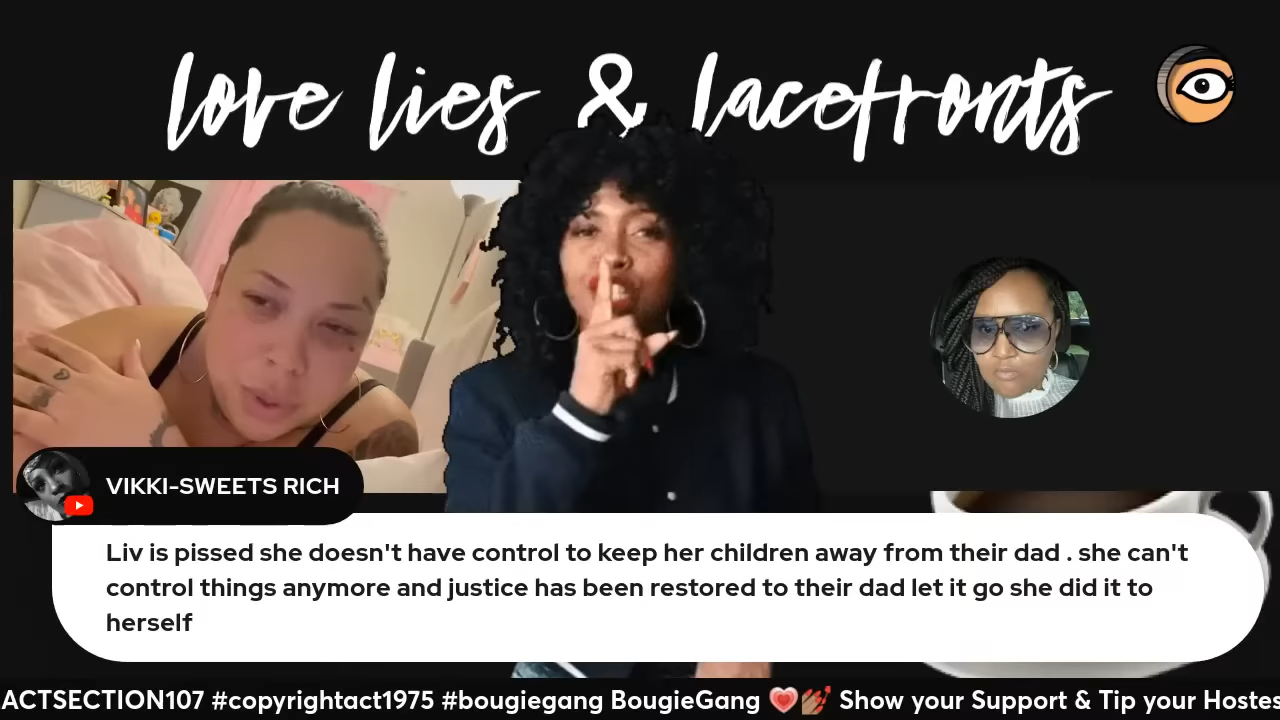 love lies & lacefronts
VIKKI-SWEETS RICH
Liv is pissed she doesn't have control to keep her children away from their dad . she can't
control things anymore and justice has been restored to their dad let it go she did it to
herself
ACTSECTION107 #copyrightact1975 #bougiegang BougieGang 💗💅🏾 Show your Support & Tip your Hostes